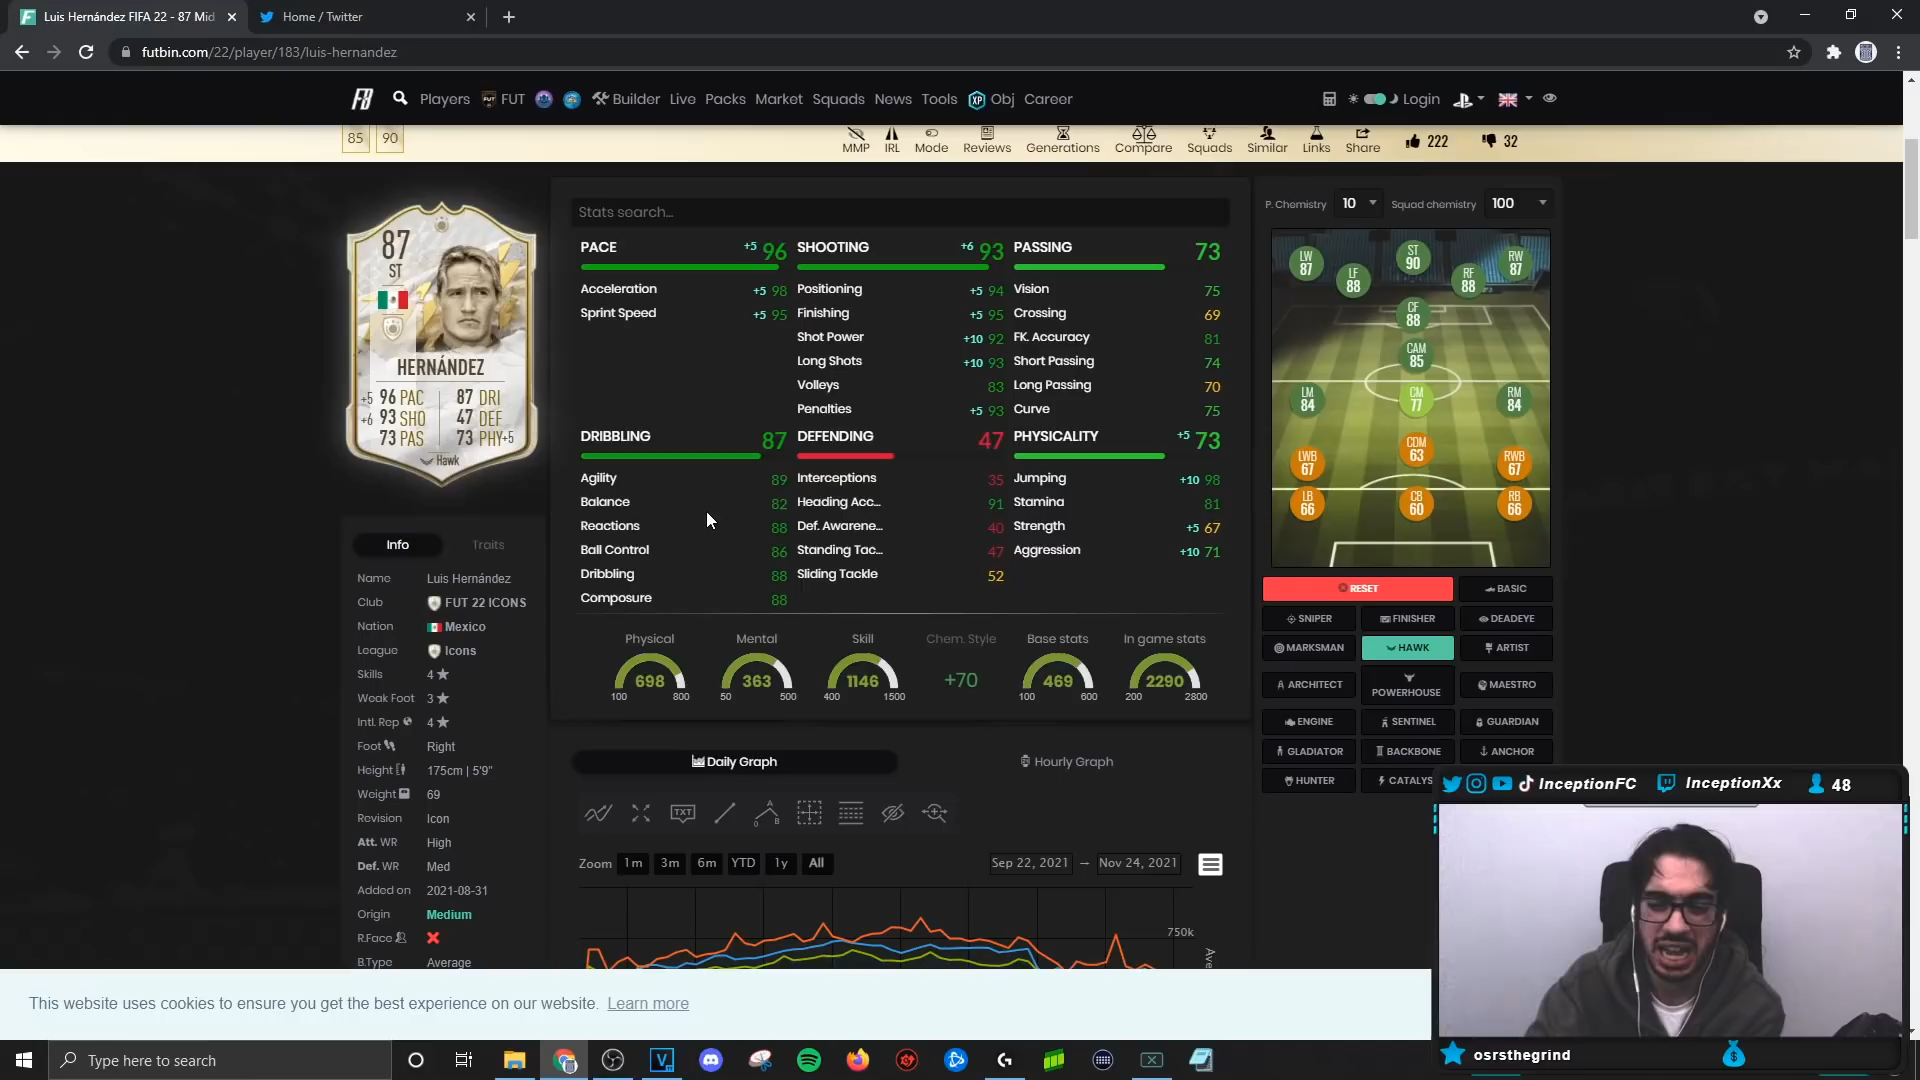 Luis Hernández FIFA 22 - 87 Mid
Home / Twitter
futbin.com/22/player/183/luis-hernandez
Players FUT Builder Live Packs Market Squads News Tools XP Obj Career Login
85 90
MMP IRL Mode Reviews Generations Compare Squads Similar Links Share 222 32
87
ST
HERNÁNDEZ
+5 96 PAC 87 DRI
+6 93 SHO 47 DEF
73 PAS 73 PHY+5
Hawk
Info Traits
Name Luis Hernández
Club FUT 22 ICONS
Nation Mexico
League Icons
Skills 4
Weak Foot 3
Intl. Rep 4
Foot Right
Height 175cm | 5'9"
Weight 69
Revision Icon
Att. WR High
Def. WR Med
Added on 2021-08-31
Origin Medium
R.Face
B.Type Average
Stats search...
PACE +5 96
Acceleration +5 98
Sprint Speed +5 95
SHOOTING +6 93
Positioning +5 94
Finishing +5 95
Shot Power +10 92
Long Shots +10 93
Volleys 83
Penalties +5 93
PASSING 73
Vision 75
Crossing 69
FK. Accuracy 81
Short Passing 74
Long Passing 70
Curve 75
DRIBBLING 87
Agility 89
Balance 82
Reactions 88
Ball Control 86
Dribbling 88
Composure 88
DEFENDING 47
Interceptions 35
Heading Acc... 91
Def. Awarene... 40
Standing Tac... 47
Sliding Tackle 52
PHYSICALITY +5 73
Jumping +10 98
Stamina 81
Strength +5 67
Aggression +10 71
Physical Mental Skill Chem. Style Base stats In game stats
698 363 1146 +70 469 2290
100 800 50 500 400 1500 100 600 200 2800
Daily Graph Hourly Graph
TXT
Zoom 1m 3m 6m YTD 1y All Sep 22, 2021 → Nov 24, 2021
750k
Ave
P. Chemistry 10 Squad chemistry 100
LW 87
ST 90
RW 87
LF 88
RF 88
CF 88
CAM 85
LM 84
CM 77
RM 84
CDM 63
LWB 67
RWB 67
LB 66
CB 60
RB 66
RESET BASIC
SNIPER FINISHER DEADEYE
MARKSMAN HAWK ARTIST
ARCHITECT POWERHOUSE MAESTRO
ENGINE SENTINEL GUARDIAN
GLADIATOR BACKBONE ANCHOR
HUNTER CATALYS
InceptionFC InceptionXx 48
osrsthegrind
This website uses cookies to ensure you get the best experience on our website. Learn more
Type here to search